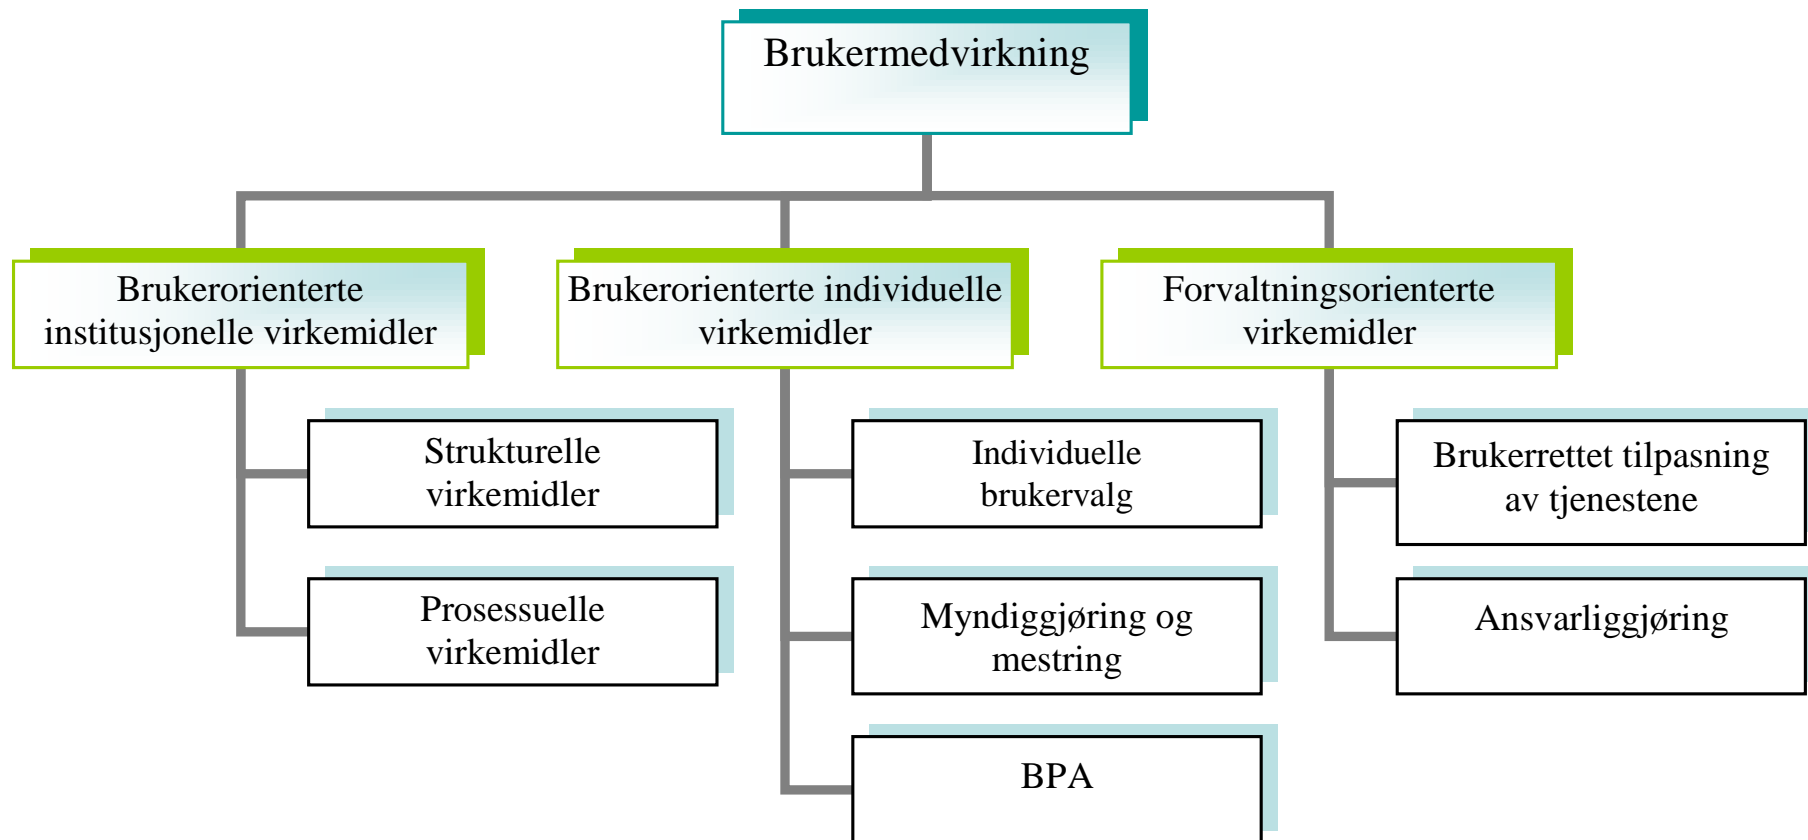 Brukermedvirkning
Brukerorienterte
institusjonelle virkemidler
Brukerorienterte individuelle
virkemidler
Forvaltningsorienterte
virkemidler
Strukturelle
virkemidler
Prosessuelle
virkemidler
Individuelle
brukervalg
Myndiggjøring og
mestring
BPA
Brukerrettet tilpasning
av tjenestene
Ansvarliggjøring